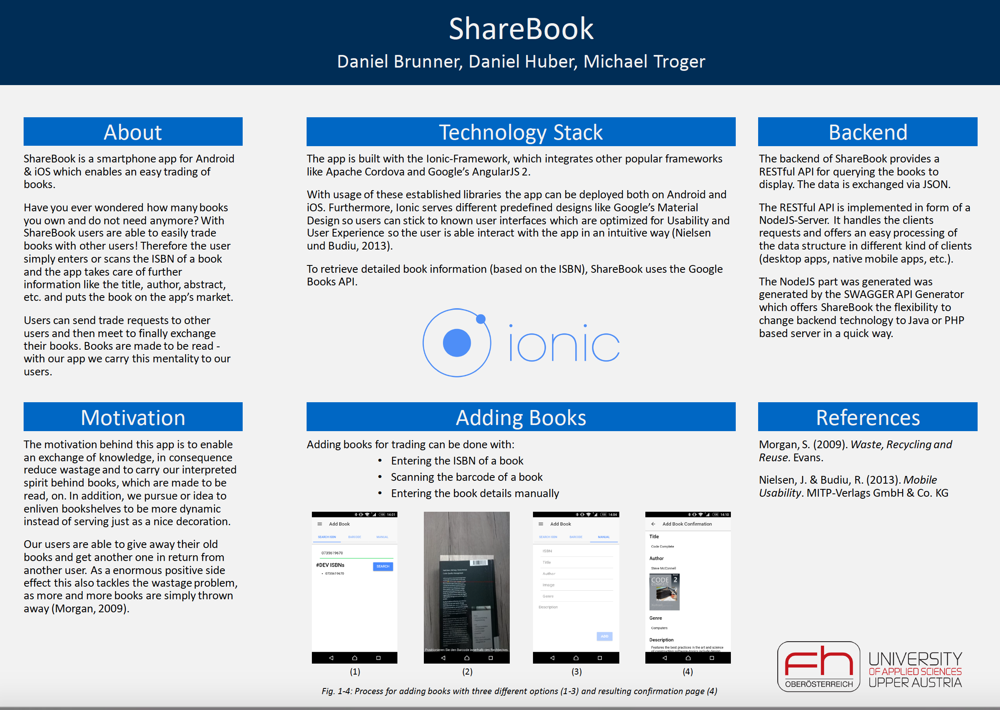 ShareBook
Daniel Brunner, Daniel Huber, Michael Troger
About
ShareBook is a smartphone app for Android
& iOS which enables an easy trading of
books.
Have you ever wondered how many books
you own and do not need anymore? With
ShareBook users are able to easily trade
books with other users! Therefore the user
simply enters or scans the ISBN of a book
and the app takes care of further
information like the title, author, abstract,
etc. and puts the book on the app's market.
Users can send trade requests to other
users and then meet to finally exchange
their books. Books are made to be read -
with our app we carry this mentality to our
users.
Motivation
The motivation behind this app is to enable
an exchange of knowledge, in consequence
reduce wastage and to carry our interpreted
spirit behind books, which are made to be
read, on. In addition, we pursue or idea to
enliven bookshelves to be more dynamic
instead of serving just as a nice decoration.
Our users are able to give away their old
books and get another one in return from
another user. As a enormous positive side
effect this also tackles the wastage problem,
as more and more books are simply thrown
away (Morgan, 2009).
Technology Stack
The app is built with the Ionic-Framework, which integrates other popular frameworks
like Apache Cordova and Google's AngularJS 2.
With usage of these established libraries the app can be deployed both on Android and
iOS. Furthermore, Ionic serves different predefined designs like Google's Material
Design so users can stick to known user interfaces which are optimized for Usability and
User Experience so the user is able interact with the app in an intuitive way (Nielsen
und Budiu, 2013).
To retrieve detailed book information (based on the ISBN), ShareBook uses the Google
Books API.
ionic
Adding Books
Adding books for trading can be done with:
• Entering the ISBN of a book
• Scanning the barcode of a book
• Entering the book details manually
100 14:01
Add Book
SEARCH ISBN BARCODE MANUAL
0735619670
#DEV ISBNs
SEARCH
• 0735619670
(1)
Code-Quality-Management
Positionieren Sie den Barcode innerhalb des Rechteckes.
(2)
100 14:04
Add Book
SEARCH ISBN BARCODE MANUAL
ISBN
Title
Author
Image
Genre
Description
ADD
(3)
100 14:10
Add Book Confirmation
Title
Code Complete
Author
Steve McConnell
CODE 2
COMPLETE
Genre
Computers
Description
Features the best practices in the art and science
of constructing software-topics include design,
(4)
Fig. 1-4: Process for adding books with three different options (1-3) and resulting confirmation page (4)
Backend
The backend of ShareBook provides a
RESTful API for querying the books to
display. The data is exchanged via JSON.
The RESTful API is implemented in form of a
NodeJS-Server. It handles the clients
requests and offers an easy processing of
the data structure in different kind of clients
(desktop apps, native mobile apps, etc.).
The NodeJS part was generated was
generated by the SWAGGER API Generator
which offers ShareBook the flexibility to
change backend technology to Java or PHP
based server in a quick way.
References
Morgan, S. (2009). Waste, Recycling and
Reuse. Evans.
Nielsen, J. & Budiu, R. (2013). Mobile
Usability. MITP-Verlags GmbH & Co. KG
fh
OBERÖSTERREICH
UNIVERSITY
OF APPLIED SCIENCES
UPPER AUSTRIA